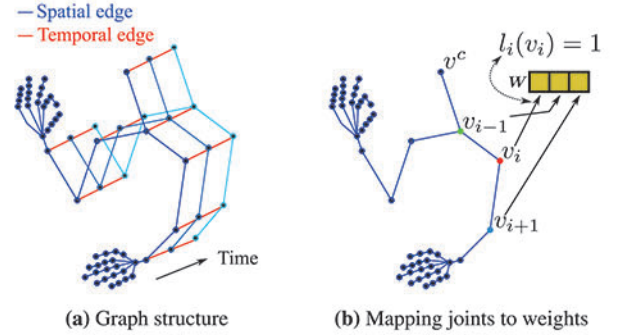 Spatial edge
Temporal edge
Time
(a) Graph structure
l_i(v_i) = 1
v^c
w
v_{i-1}
v_i
v_{i+1}
(b) Mapping joints to weights